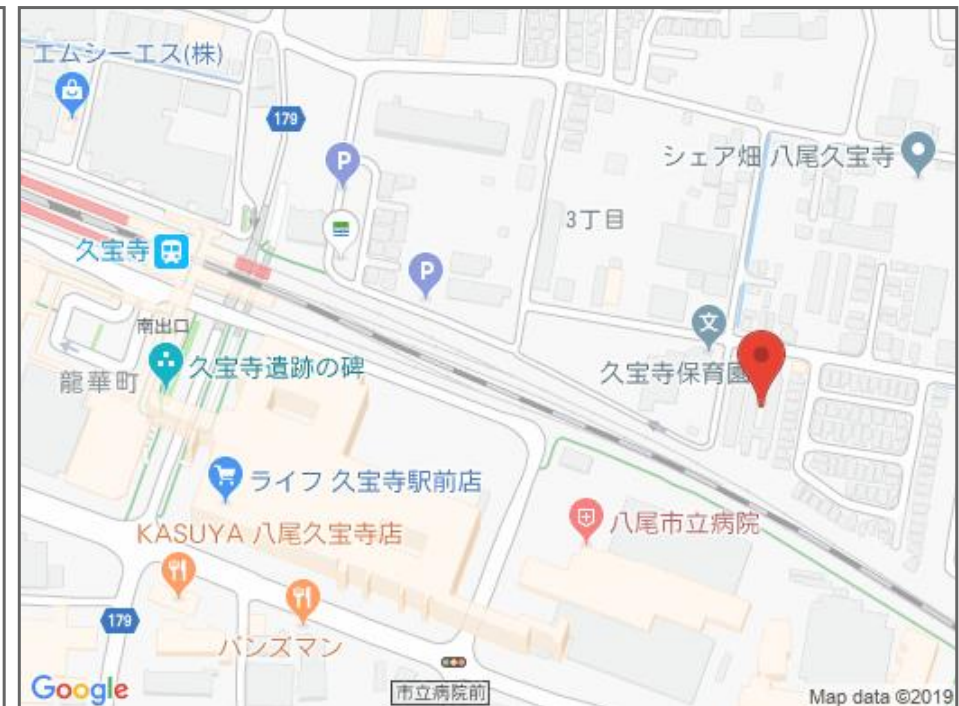 エムシーエス(株)
179
P
シェア畑 八尾久宝寺
3丁目
久宝寺
P
文
南出口
久宝寺遺跡の碑
龍華町
久宝寺保育園
ライフ 久宝寺駅前店
八尾市立病院
KASUYA 八尾久宝寺店
179
バンズマン
Google
市立病院前
Map data ©2019